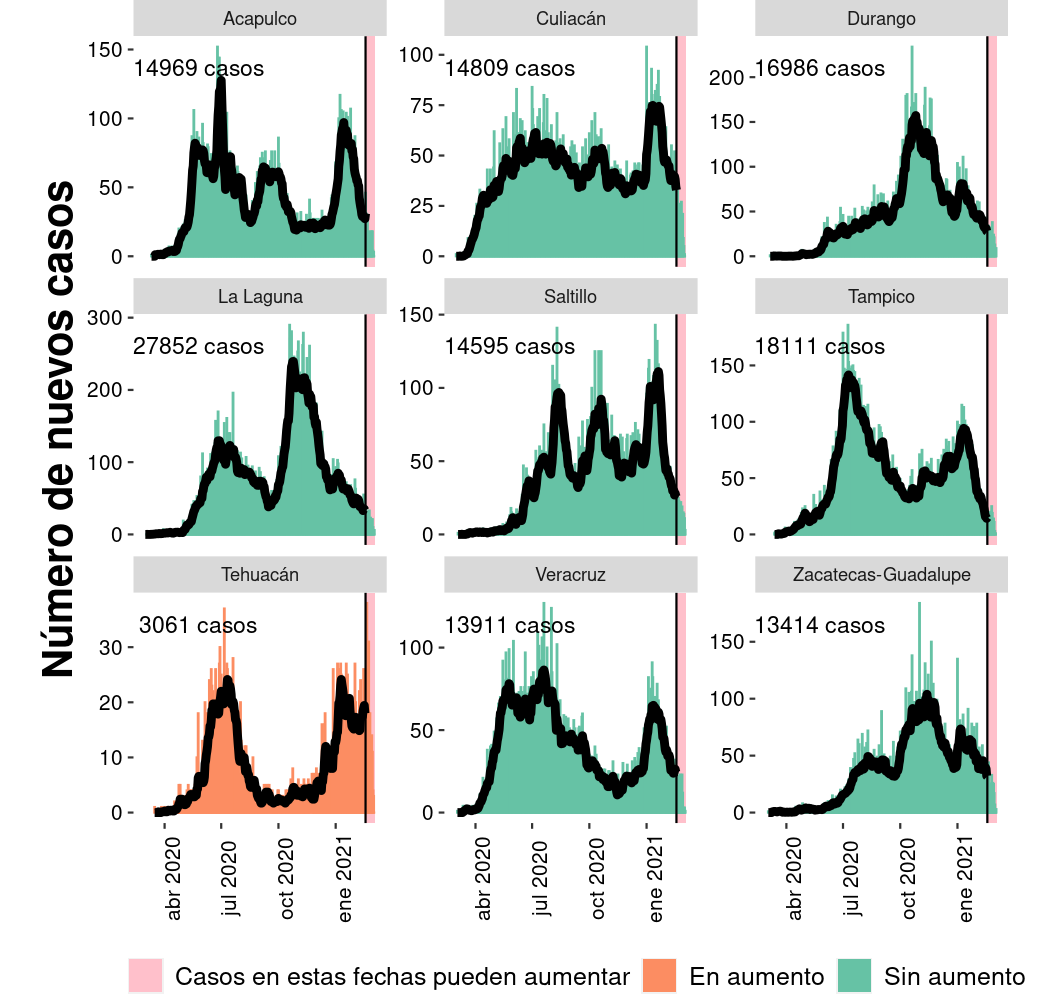 Número de nuevos casos
Acapulco
Culiacán
Durango
150
100
50
0
14969 casos
100
75
50
25
0
14809 casos
200
150
100
50
0
16986 casos
La Laguna
Saltillo
Tampico
300
200
100
0
27852 casos
150
100
50
0
14595 casos
150
100
50
0
18111 casos
Tehuacán
Veracruz
Zacatecas-Guadalupe
30
20
10
0
3061 casos
100
50
0
13911 casos
150
100
50
0
13414 casos
abr 2020
jul 2020
oct 2020
ene 2021
abr 2020
jul 2020
oct 2020
ene 2021
abr 2020
jul 2020
oct 2020
ene 2021
Casos en estas fechas pueden aumentar
En aumento
Sin aumento